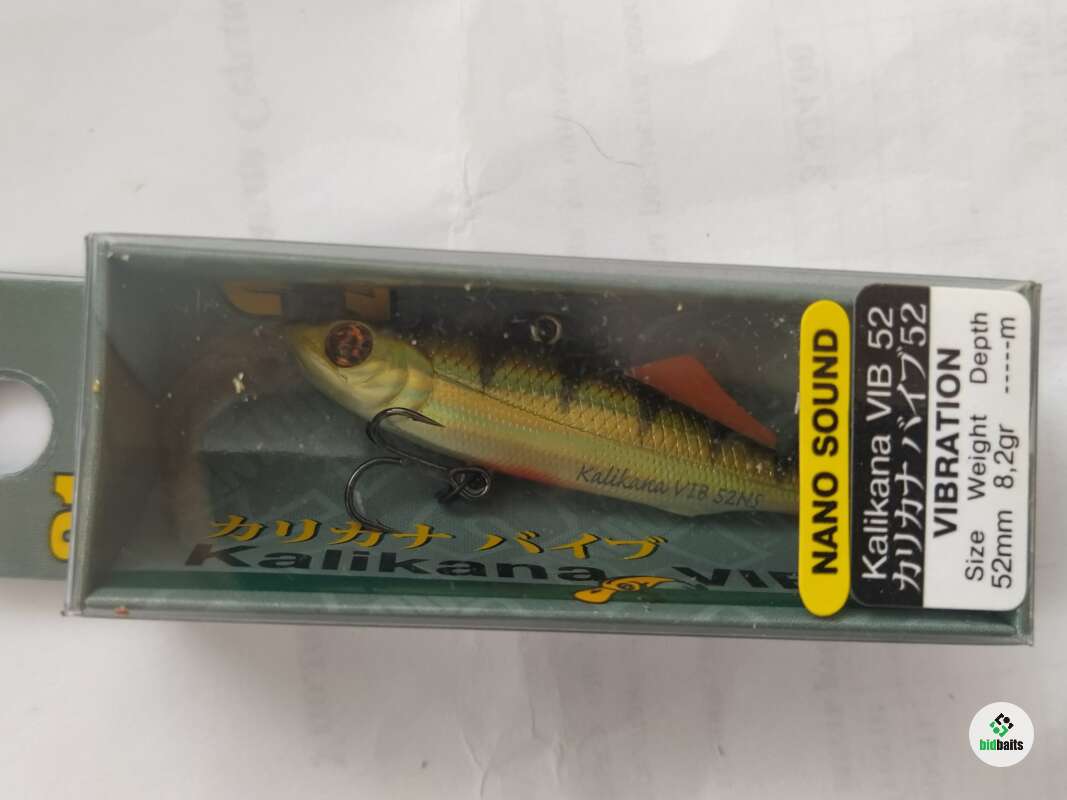 カリカナ バイブ
Kalikana VIB
Kalikana VIB 52NS
NANO SOUND
Kalikana VIB 52
カリカナ バイブ52
VIBRATION
Size Weight Depth
52mm 8,2gr -----m
bidbaits